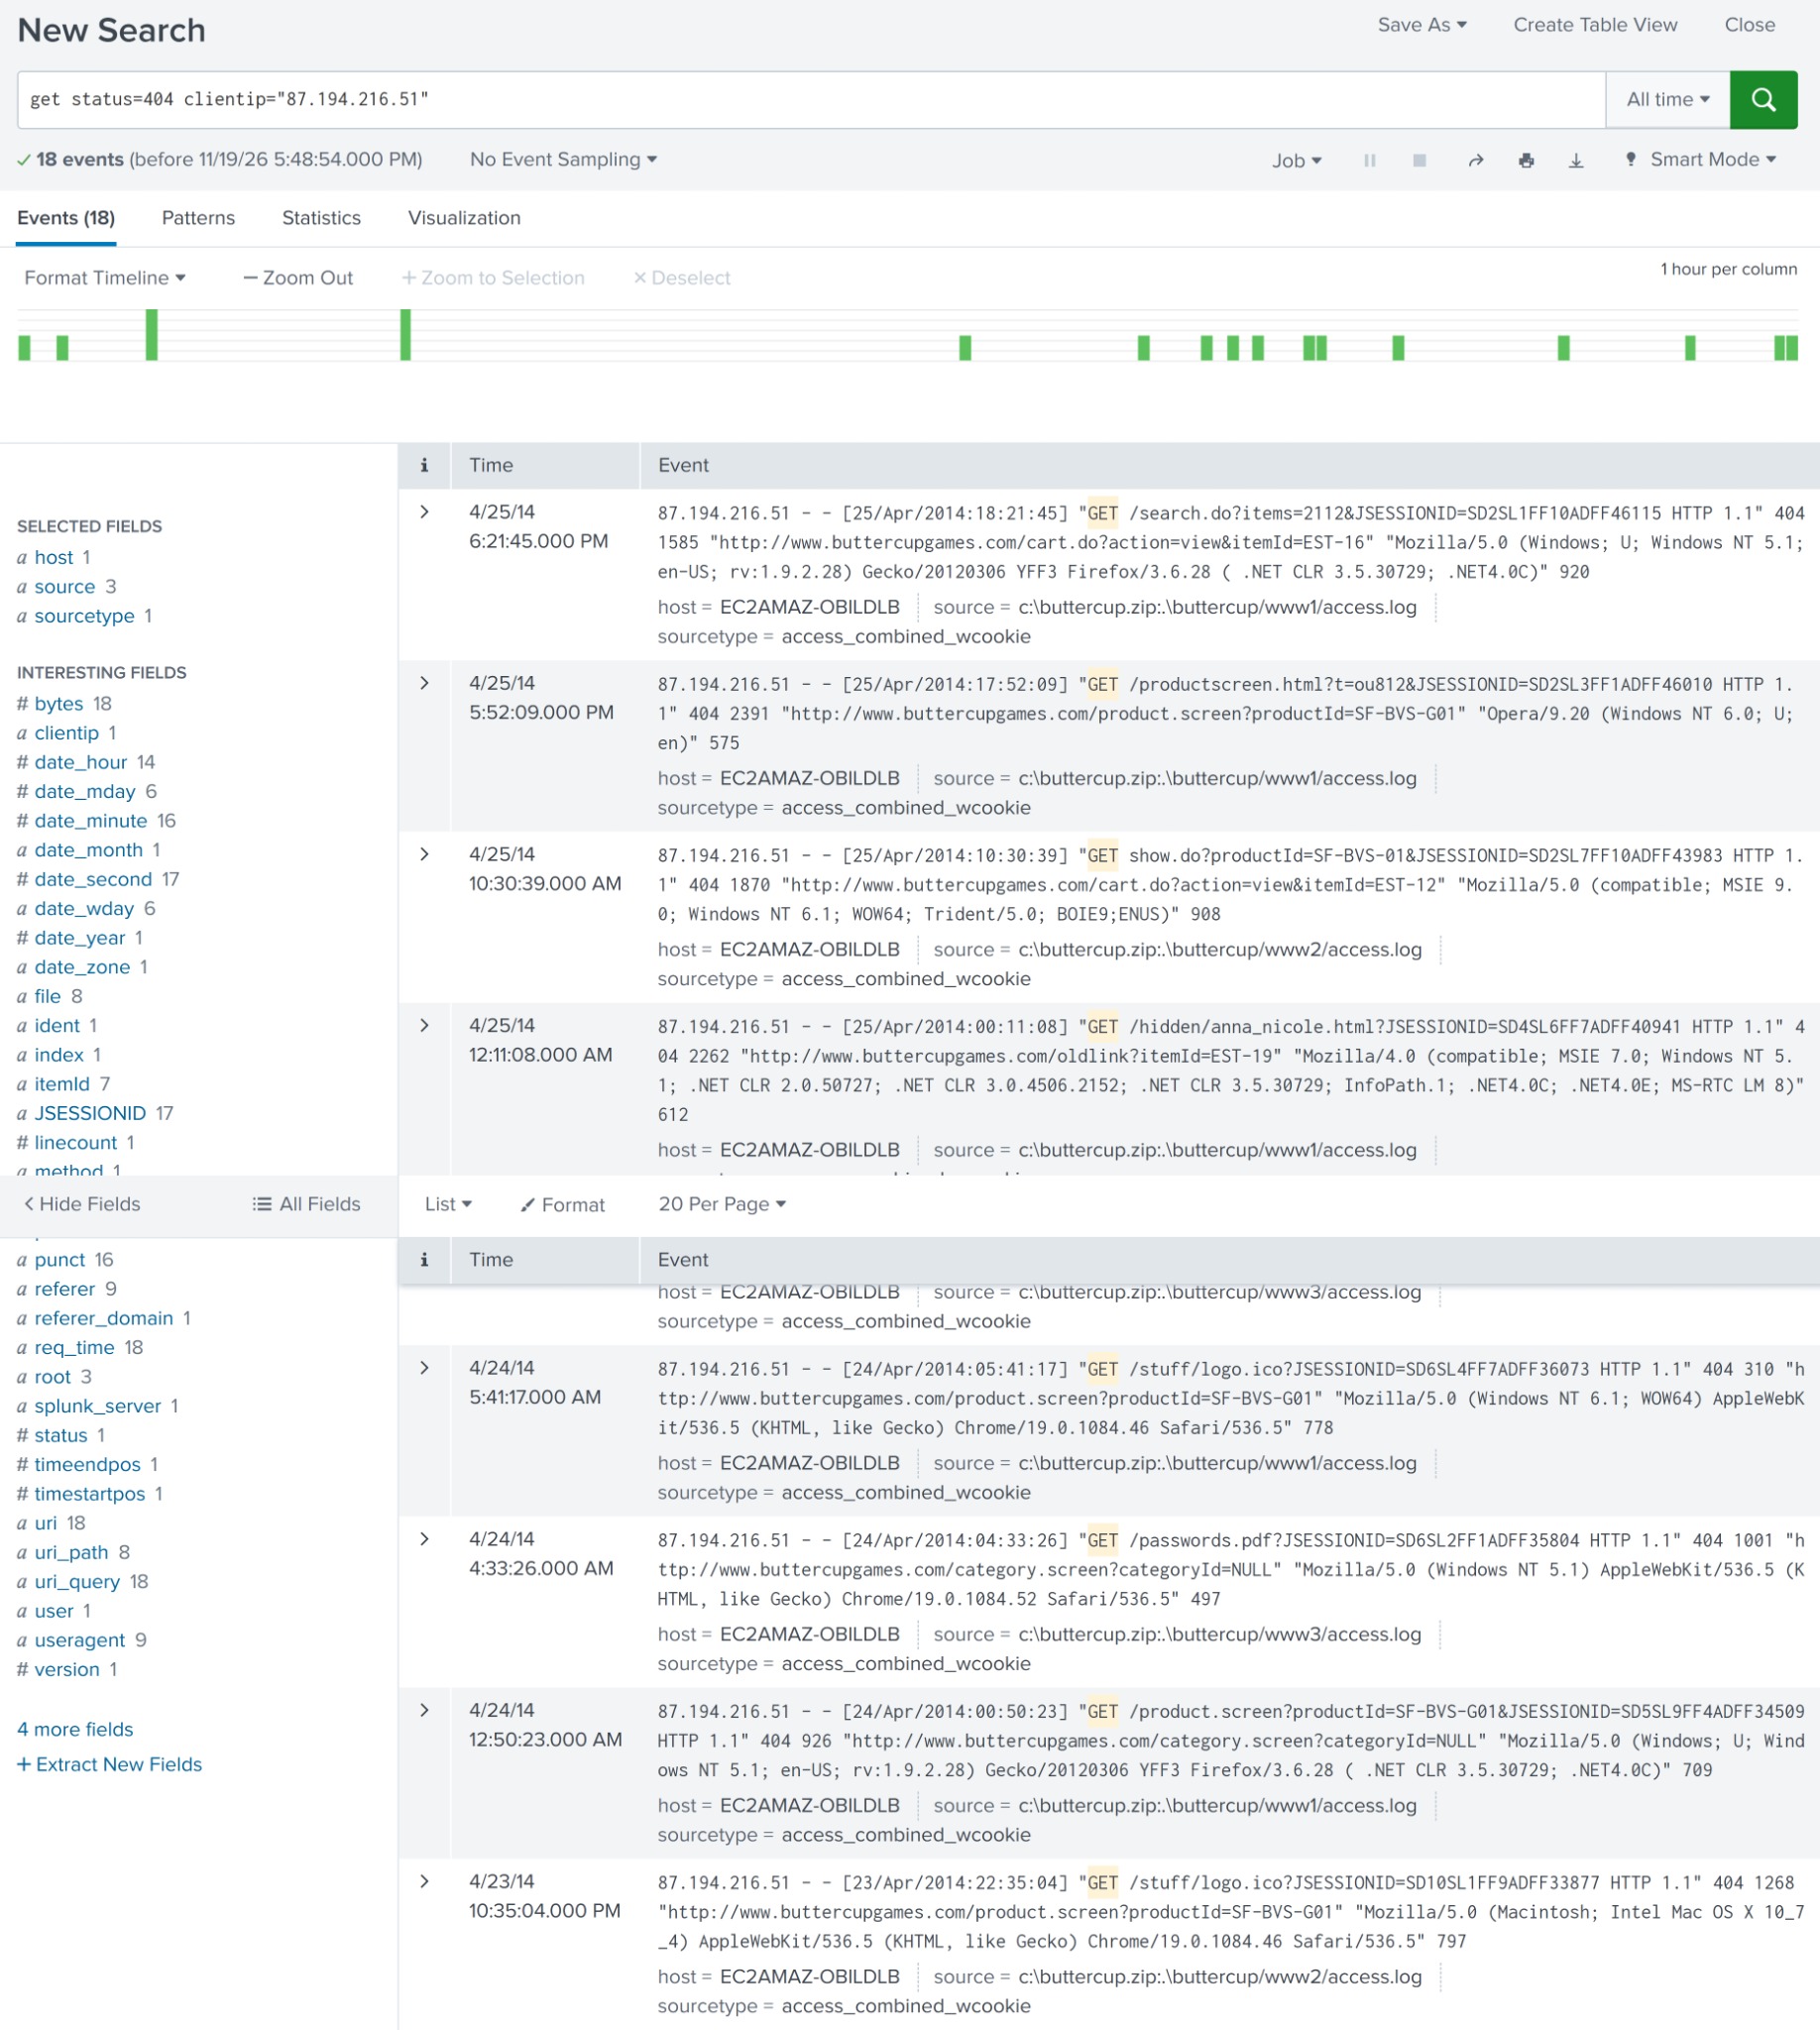 New Search
Save As
Create Table View
Close
get status=404 clientip="87.194.216.51"
All time
18 events (before 11/19/26 5:48:54.000 PM)
No Event Sampling
Job
Smart Mode
Events (18)
Patterns
Statistics
Visualization
Format Timeline
— Zoom Out
+ Zoom to Selection
× Deselect
1 hour per column
SELECTED FIELDS
a host 1
a source 3
a sourcetype 1
INTERESTING FIELDS
# bytes 18
a clientip 1
# date_hour 14
# date_mday 6
# date_minute 16
a date_month 1
# date_second 17
a date_wday 6
# date_year 1
a date_zone 1
a file 8
a ident 1
a index 1
a itemId 7
a JSESSIONID 17
# linecount 1
a method 1
< Hide Fields
All Fields
a punct 16
a referer 9
a referer_domain 1
a req_time 18
a root 3
a splunk_server 1
# status 1
# timeendpos 1
# timestartpos 1
a uri 18
a uri_path 8
a uri_query 18
a user 1
a useragent 9
# version 1
4 more fields
+ Extract New Fields
i Time Event
4/25/14
6:21:45.000 PM
87.194.216.51 - - [25/Apr/2014:18:21:45] "GET /search.do?items=2112&JSESSIONID=SD2SL1FF10ADFF46115 HTTP 1.1" 404
1585 "http://www.buttercupgames.com/cart.do?action=view&itemId=EST-16" "Mozilla/5.0 (Windows; U; Windows NT 5.1;
en-US; rv:1.9.2.28) Gecko/20120306 YFF3 Firefox/3.6.28 ( .NET CLR 3.5.30729; .NET4.0C)" 920
host = EC2AMAZ-OBILDLB source = c:\buttercup.zip:.\buttercup/www1/access.log
sourcetype = access_combined_wcookie
4/25/14
5:52:09.000 PM
87.194.216.51 - - [25/Apr/2014:17:52:09] "GET /productscreen.html?t=ou812&JSESSIONID=SD2SL3FF1ADFF46010 HTTP 1.
1" 404 2391 "http://www.buttercupgames.com/product.screen?productId=SF-BVS-G01" "Opera/9.20 (Windows NT 6.0; U;
en)" 575
host = EC2AMAZ-OBILDLB source = c:\buttercup.zip:.\buttercup/www1/access.log
sourcetype = access_combined_wcookie
4/25/14
10:30:39.000 AM
87.194.216.51 - - [25/Apr/2014:10:30:39] "GET show.do?productId=SF-BVS-01&JSESSIONID=SD2SL7FF10ADFF43983 HTTP 1.
1" 404 1870 "http://www.buttercupgames.com/cart.do?action=view&itemId=EST-12" "Mozilla/5.0 (compatible; MSIE 9.
0; Windows NT 6.1; WOW64; Trident/5.0; BOIE9;ENUS)" 908
host = EC2AMAZ-OBILDLB source = c:\buttercup.zip:.\buttercup/www2/access.log
sourcetype = access_combined_wcookie
4/25/14
12:11:08.000 AM
87.194.216.51 - - [25/Apr/2014:00:11:08] "GET /hidden/anna_nicole.html?JSESSIONID=SD4SL6FF7ADFF40941 HTTP 1.1" 4
04 2262 "http://www.buttercupgames.com/oldlink?itemId=EST-19" "Mozilla/4.0 (compatible; MSIE 7.0; Windows NT 5.
1; .NET CLR 2.0.50727; .NET CLR 3.0.4506.2152; .NET CLR 3.5.30729; InfoPath.1; .NET4.0C; .NET4.0E; MS-RTC LM 8)"
612
host = EC2AMAZ-OBILDLB source = c:\buttercup.zip:.\buttercup/www1/access.log
List
Format
20 Per Page
i Time Event
host = EC2AMAZ-OBILDLB source = c:\buttercup.zip:.\buttercup/www3/access.log
sourcetype = access_combined_wcookie
4/24/14
5:41:17.000 AM
87.194.216.51 - - [24/Apr/2014:05:41:17] "GET /stuff/logo.ico?JSESSIONID=SD6SL4FF7ADFF36073 HTTP 1.1" 404 310 "h
ttp://www.buttercupgames.com/product.screen?productId=SF-BVS-G01" "Mozilla/5.0 (Windows NT 6.1; WOW64) AppleWebK
it/536.5 (KHTML, like Gecko) Chrome/19.0.1084.46 Safari/536.5" 778
host = EC2AMAZ-OBILDLB source = c:\buttercup.zip:.\buttercup/www1/access.log
sourcetype = access_combined_wcookie
4/24/14
4:33:26.000 AM
87.194.216.51 - - [24/Apr/2014:04:33:26] "GET /passwords.pdf?JSESSIONID=SD6SL2FF1ADFF35804 HTTP 1.1" 404 1001 "h
ttp://www.buttercupgames.com/category.screen?categoryId=NULL" "Mozilla/5.0 (Windows NT 5.1) AppleWebKit/536.5 (K
HTML, like Gecko) Chrome/19.0.1084.52 Safari/536.5" 497
host = EC2AMAZ-OBILDLB source = c:\buttercup.zip:.\buttercup/www3/access.log
sourcetype = access_combined_wcookie
4/24/14
12:50:23.000 AM
87.194.216.51 - - [24/Apr/2014:00:50:23] "GET /product.screen?productId=SF-BVS-G01&JSESSIONID=SD5SL9FF4ADFF34509
HTTP 1.1" 404 926 "http://www.buttercupgames.com/category.screen?categoryId=NULL" "Mozilla/5.0 (Windows; U; Wind
ows NT 5.1; en-US; rv:1.9.2.28) Gecko/20120306 YFF3 Firefox/3.6.28 ( .NET CLR 3.5.30729; .NET4.0C)" 709
host = EC2AMAZ-OBILDLB source = c:\buttercup.zip:.\buttercup/www1/access.log
sourcetype = access_combined_wcookie
4/23/14
10:35:04.000 PM
87.194.216.51 - - [23/Apr/2014:22:35:04] "GET /stuff/logo.ico?JSESSIONID=SD10SL1FF9ADFF33877 HTTP 1.1" 404 1268
"http://www.buttercupgames.com/product.screen?productId=SF-BVS-G01" "Mozilla/5.0 (Macintosh; Intel Mac OS X 10_7
_4) AppleWebKit/536.5 (KHTML, like Gecko) Chrome/19.0.1084.46 Safari/536.5" 797
host = EC2AMAZ-OBILDLB source = c:\buttercup.zip:.\buttercup/www2/access.log
sourcetype = access_combined_wcookie